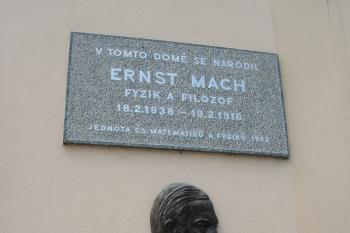 V TOMTO DOMĚ SE NARODIL
ERNST MACH
FYZIK A FILOZOF
18.2.1838 – 19.2.1916
JEDNOTA ČS. MATEMATIKŮ A FYZIKŮ